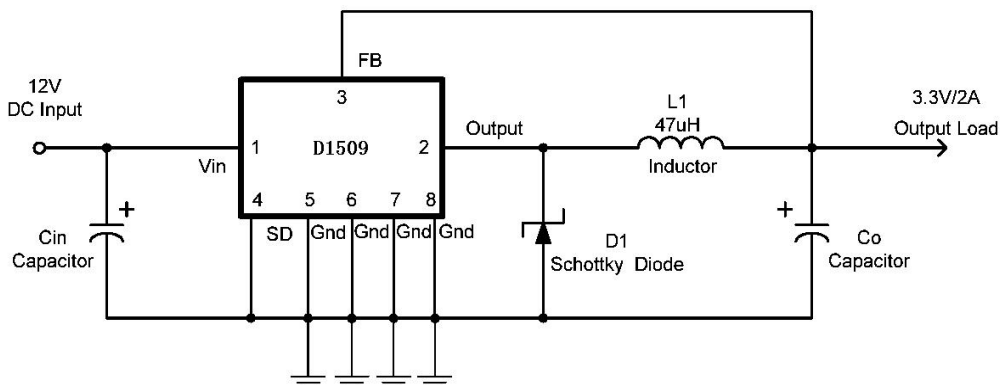 FB
12V
DC Input
3
L1
47uH
Inductor
3.3V/2A
Output Load
Vin
1
D1509
2
Output
4
5
6
7
8
SD
Gnd
Gnd
Gnd
Gnd
+
Cin
Capacitor
D1
Schottky Diode
+
Co
Capacitor